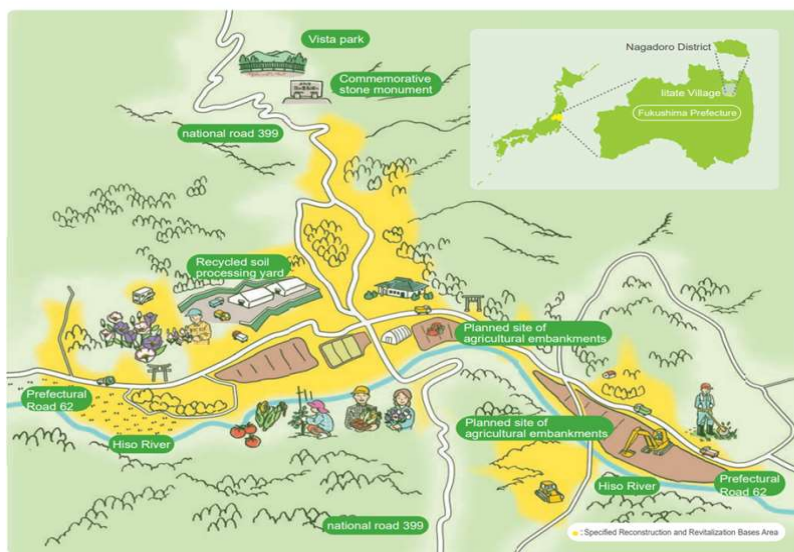 Vista park
Commemorative
stone monument
national road 399
Nagadoro District
Iitate Village
Fukushima Prefecture
Recycled soil
processing yard
Planned site of
agricultural embankments
Prefectural
Road 62
Hiso River
Planned site of
agricultural embankments
Hiso River
Prefectural
Road 62
national road 399
: Specified Reconstruction and Revitalization Bases Area